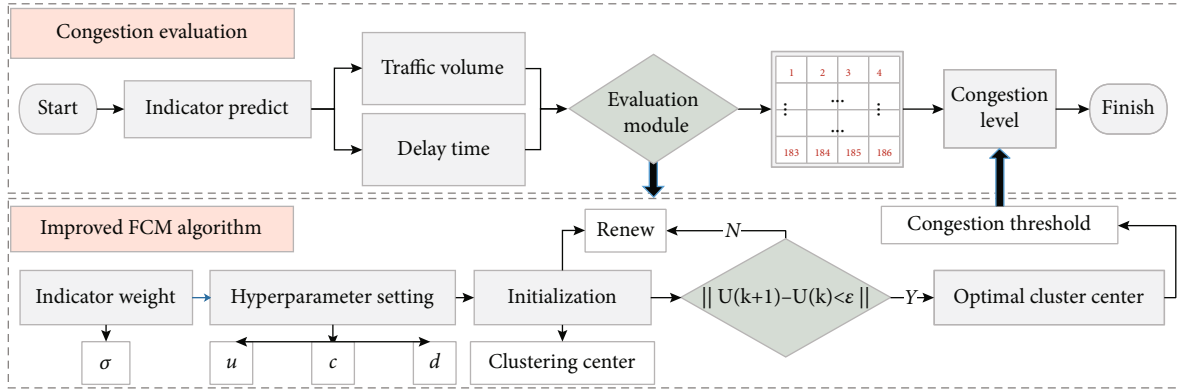 Congestion evaluation
Start
Indicator predict
Traffic volume
Delay time
Evaluation
module
1 2 3 4
... 
⋮ ⋮
...
183 184 185 186
Congestion
level
Finish
Improved FCM algorithm
Renew
N
Congestion threshold
Indicator weight
Hyperparameter setting
Initialization
|| U(k+1)–U(k)<ε ||
Y
Optimal cluster center
σ
u
c
d
Clustering center